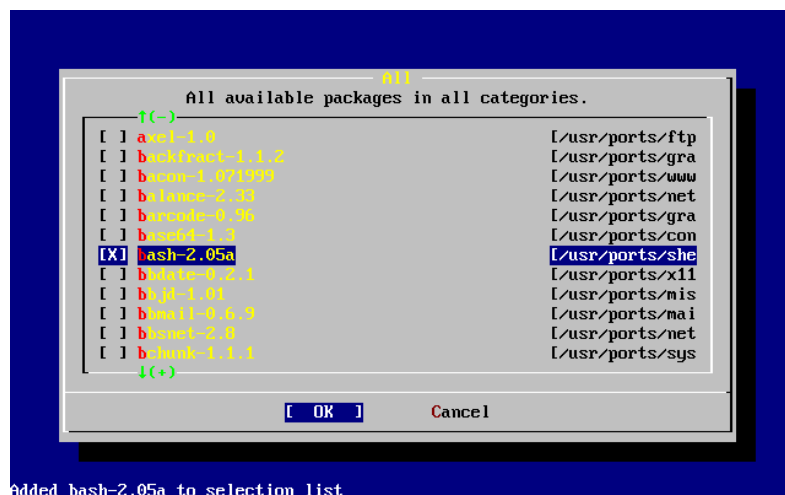 All
All available packages in all categories.
↑(-)
[ ] axel-1.0 [/usr/ports/ftp
[ ] backfract-1.1.2 [/usr/ports/gra
[ ] bacon-1.071999 [/usr/ports/www
[ ] balance-2.33 [/usr/ports/net
[ ] barcode-0.96 [/usr/ports/gra
[ ] base64-1.3 [/usr/ports/con
[X] bash-2.05a [/usr/ports/she
[ ] bbdate-0.2.1 [/usr/ports/x11
[ ] bbjd-1.01 [/usr/ports/mis
[ ] bbmail-0.6.9 [/usr/ports/mai
[ ] bbsnet-2.8 [/usr/ports/net
[ ] bchunk-1.1.1 [/usr/ports/sys
↓(+)
[ OK ] Cancel
Added bash-2.05a to selection list